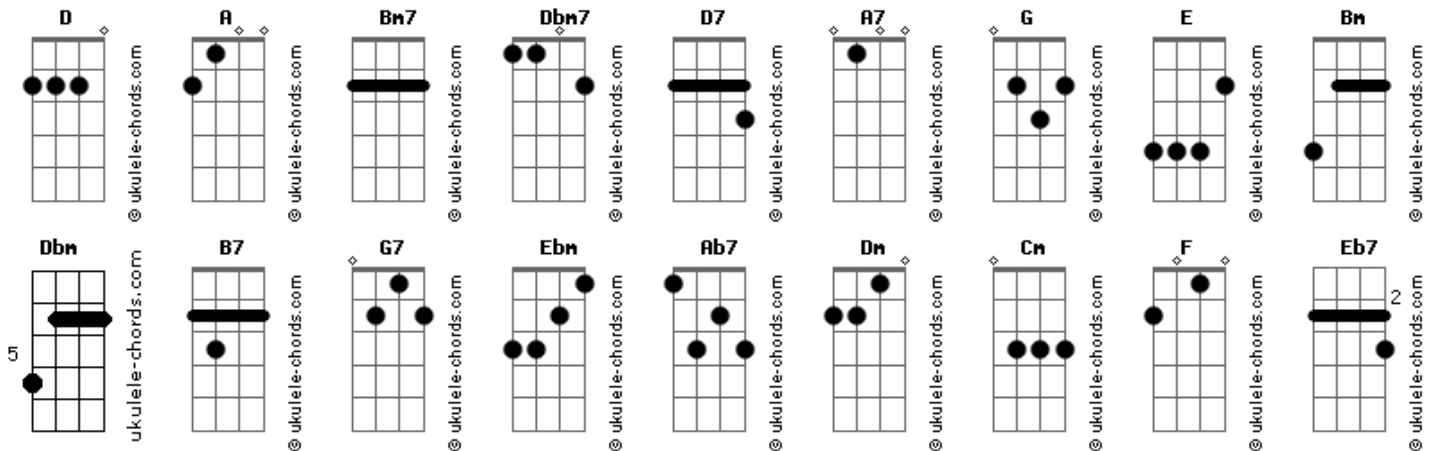 D A Bm7 Dbm7 D7 A7 G E Bm
© ukulele-chords.com © ukulele-chords.com © ukulele-chords.com © ukulele-chords.com © ukulele-chords.com © ukulele-chords.com © ukulele-chords.com © ukulele-chords.com © ukulele-chords.com
Dbm B7 G7 Ebm Ab7 Dm Cm F Eb7
5 ukulele-chords.com © ukulele-chords.com © ukulele-chords.com © ukulele-chords.com © ukulele-chords.com © ukulele-chords.com © ukulele-chords.com © ukulele-chords.com 2 © ukulele-chords.com